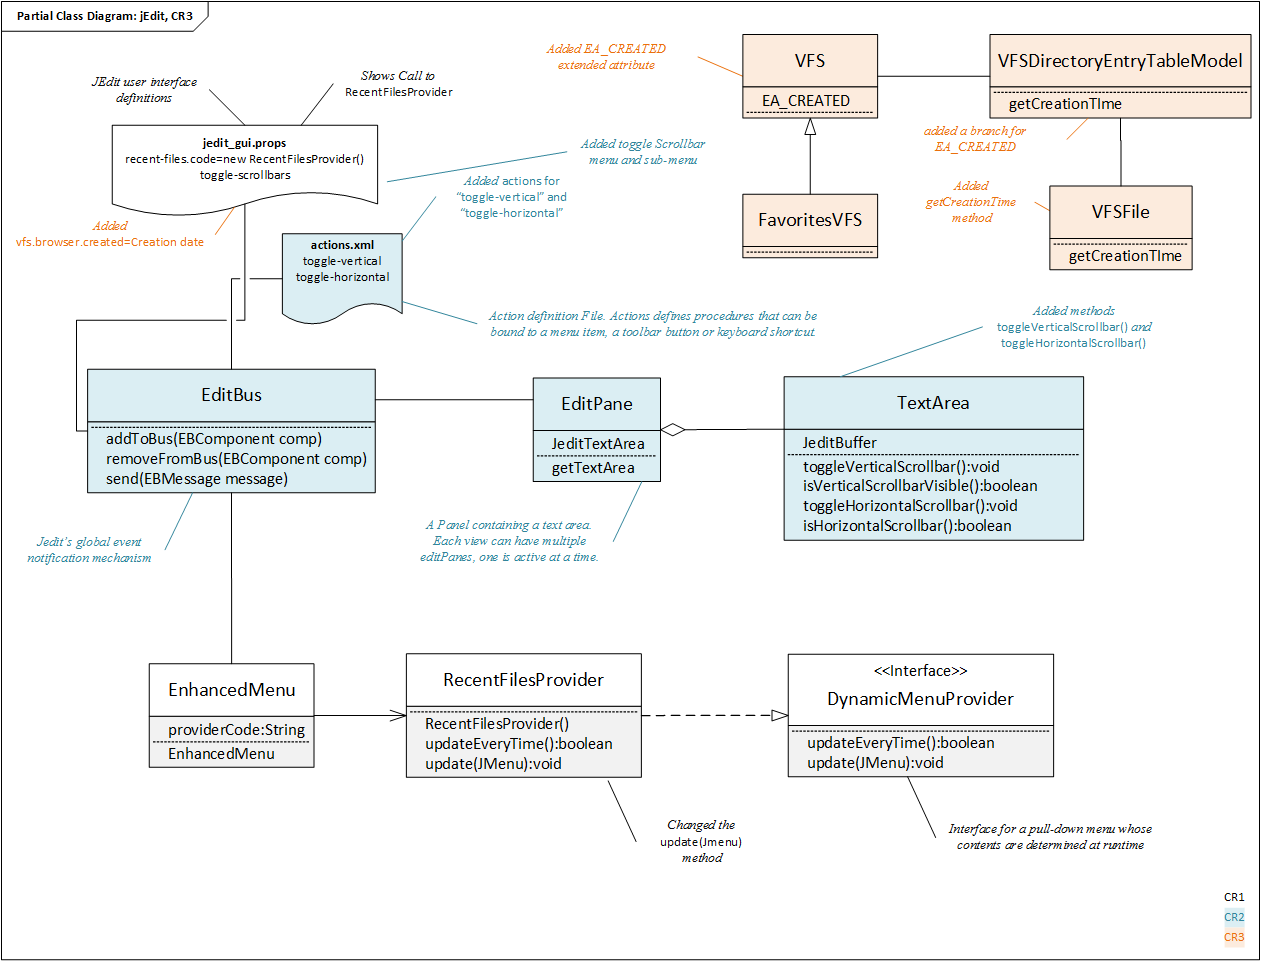 Partial Class Diagram: jEdit, CR3
JEdit user interface
definitions
Shows Call to
RecentFilesProvider
jedit_gui.props
recent-files.code=new RecentFilesProvider()
toggle-scrollbars
Added toggle Scrollbar
menu and sub-menu
Added actions for
“toggle-vertical” and
“toggle-horizontal”
Added
vfs.browser.created=Creation date
actions.xml
toggle-vertical
toggle-horizontal
Action definition File. Actions defines procedures that can be
bound to a menu item, a toolbar button or keyboard shortcut
Added EA_CREATED
extended attribute
VFS
EA_CREATED
VFSDirectoryEntryTableModel
getCreationTIme
added a branch for
EA_CREATED
Added
getCreationTime
method
FavoritesVFS
VFSFile
getCreationTIme
Added methods
toggleVerticalScrollbar() and
toggleHorizontalScrollbar()
EditBus
addToBus(EBComponent comp)
removeFromBus(EBComponent comp)
send(EBMessage message)
EditPane
JeditTextArea
getTextArea
TextArea
JeditBuffer
toggleVerticalScrollbar():void
isVerticalScrollbarVisible():boolean
toggleHorizontalScrollbar():void
isHorizontalScrollbar():boolean
Jedit’s global event
notification mechanism
A Panel containing a text area.
Each view can have multiple
editPanes, one is active at a time.
EnhancedMenu
providerCode:String
EnhancedMenu
RecentFilesProvider
RecentFilesProvider()
updateEveryTime():boolean
update(JMenu):void
<<Interface>>
DynamicMenuProvider
updateEveryTime():boolean
update(JMenu):void
Changed the
update(Jmenu)
method
Interface for a pull-down menu whose
contents are determined at runtime
CR1
CR2
CR3